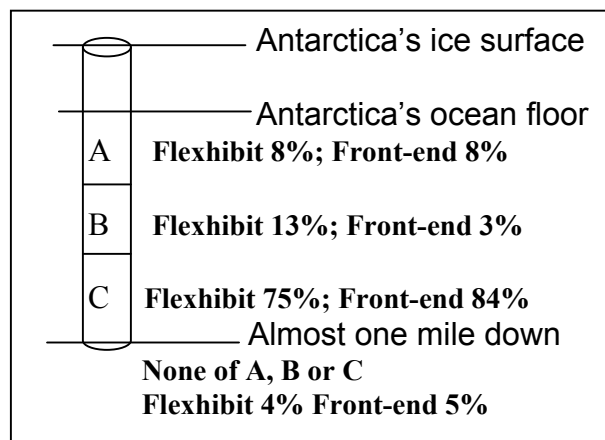 Antarctica’s ice surface
Antarctica’s ocean floor
A Flexhibit 8%; Front-end 8%
B Flexhibit 13%; Front-end 3%
C Flexhibit 75%; Front-end 84%
Almost one mile down
None of A, B or C
Flexhibit 4% Front-end 5%